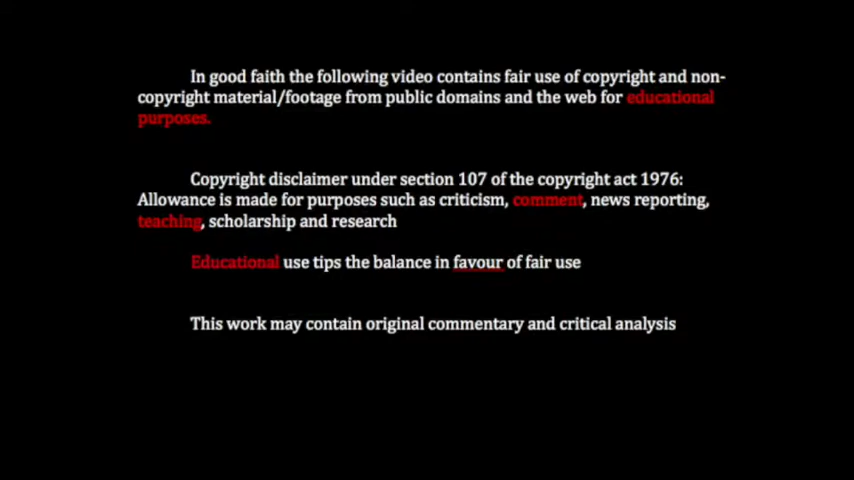 In good faith the following video contains fair use of copyright and non-
copyright material/footage from public domains and the web for educational
purposes.
Copyright disclaimer under section 107 of the copyright act 1976:
Allowance is made for purposes such as criticism, comment, news reporting,
teaching, scholarship and research
Educational use tips the balance in favour of fair use
This work may contain original commentary and critical analysis